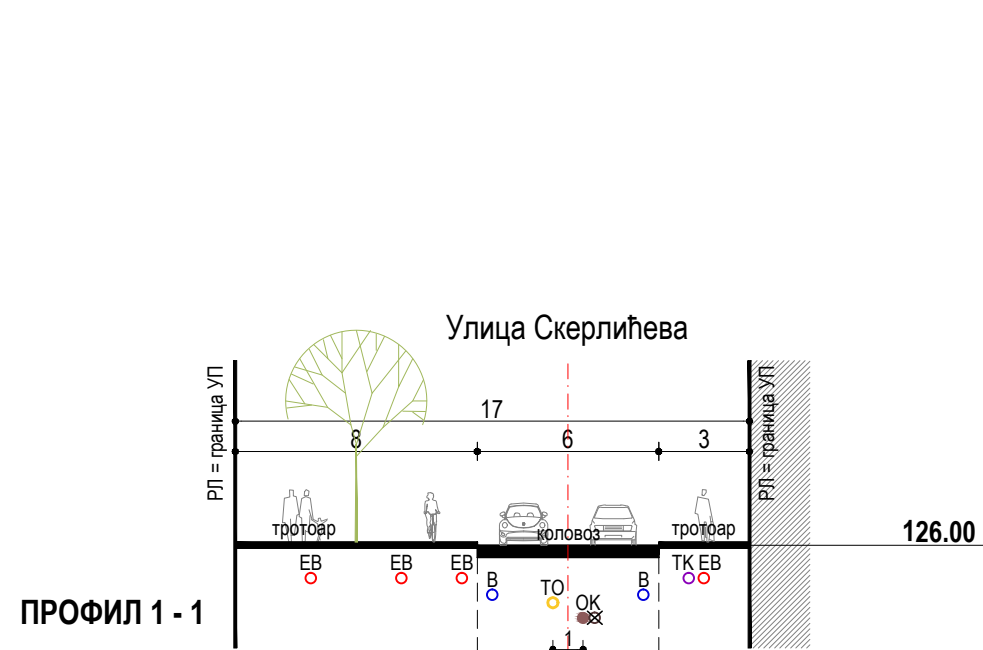 Улица Скерлићева
РЛ = граница УП
РЛ = граница УП
17
8
6
3
тротоар
коловоз
тротоар
126.00
ЕВ
ЕВ
ЕВ
В
ТО
ОК
В
ТК ЕВ
ПРОФИЛ 1 - 1
1